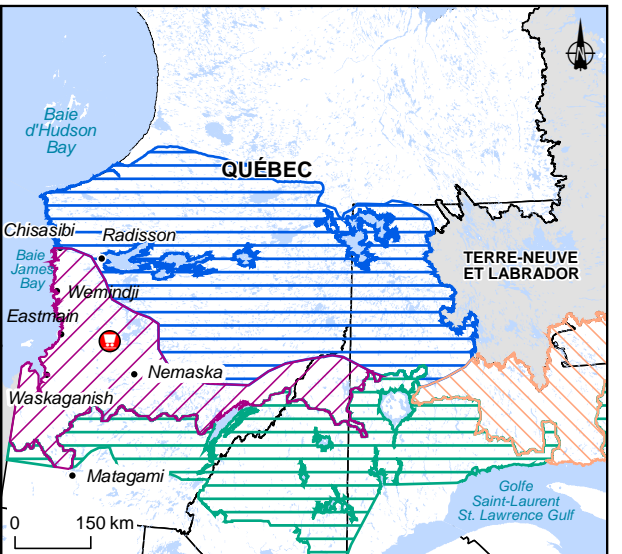 Baie
d'Hudson
Bay
QUÉBEC
Chisasibi
Radisson
Baie
James
Bay
TERRE-NEUVE
ET LABRADOR
Wemindji
Eastmain
Nemaska
Waskaganish
Matagami
Golfe
Saint-Laurent
St. Lawrence Gulf
0 150 km
N